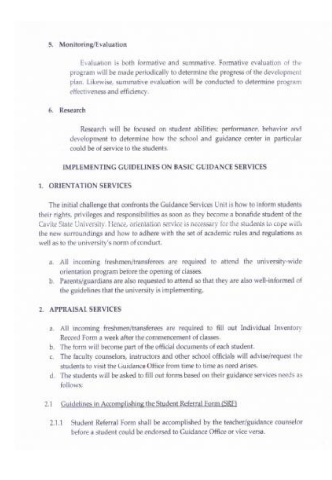 5. Monitoring/Evaluation
Evaluation is both formative and summative. Formative evaluation of the
program will be made periodically to determine the progress of the development
plan. Likewise, summative evaluation will be conducted to determine program
effectiveness and efficiency.
6. Research
Research will be focused on student abilities: performance, behavior and
development to determine how the school and guidance center in particular
could be of service to the students.
IMPLEMENTING GUIDELINES ON BASIC GUIDANCE SERVICES
1. ORIENTATION SERVICES
The initial challenge that confronts the Guidance Services Unit is how to inform students
their rights, privileges and responsibilities as soon as they become a bonafide student of the
Cavite State University. Hence, orientation service is necessary for the students to cope with
the new surroundings and how to adhere with the set of academic rules and regulations as
well as to the university's norm of conduct.
a. All incoming freshmen/transferees are required to attend the university-wide
orientation program before the opening of classes.
b. Parents/guardians are also requested to attend so that they are also well-informed of
the guidelines that the university is implementing.
2. APPRAISAL SERVICES
a. All incoming freshmen/transferees are required to fill out Individual Inventory
Record Form a week after the commencement of classes.
b. The form will become part of the official documents of each student.
c. The faculty counselors, instructors and other school officials will advise/request the
students to visit the Guidance Office from time to time as need arises.
d. The students will be asked to fill out forms based on their guidance services needs as
follows:
2.1 Guidelines in Accomplishing the Student Referral Form (SRF)
2.1.1 Student Referral Form shall be accomplished by the teacher/guidance counselor
before a student could be endorsed to Guidance Office or vice versa.